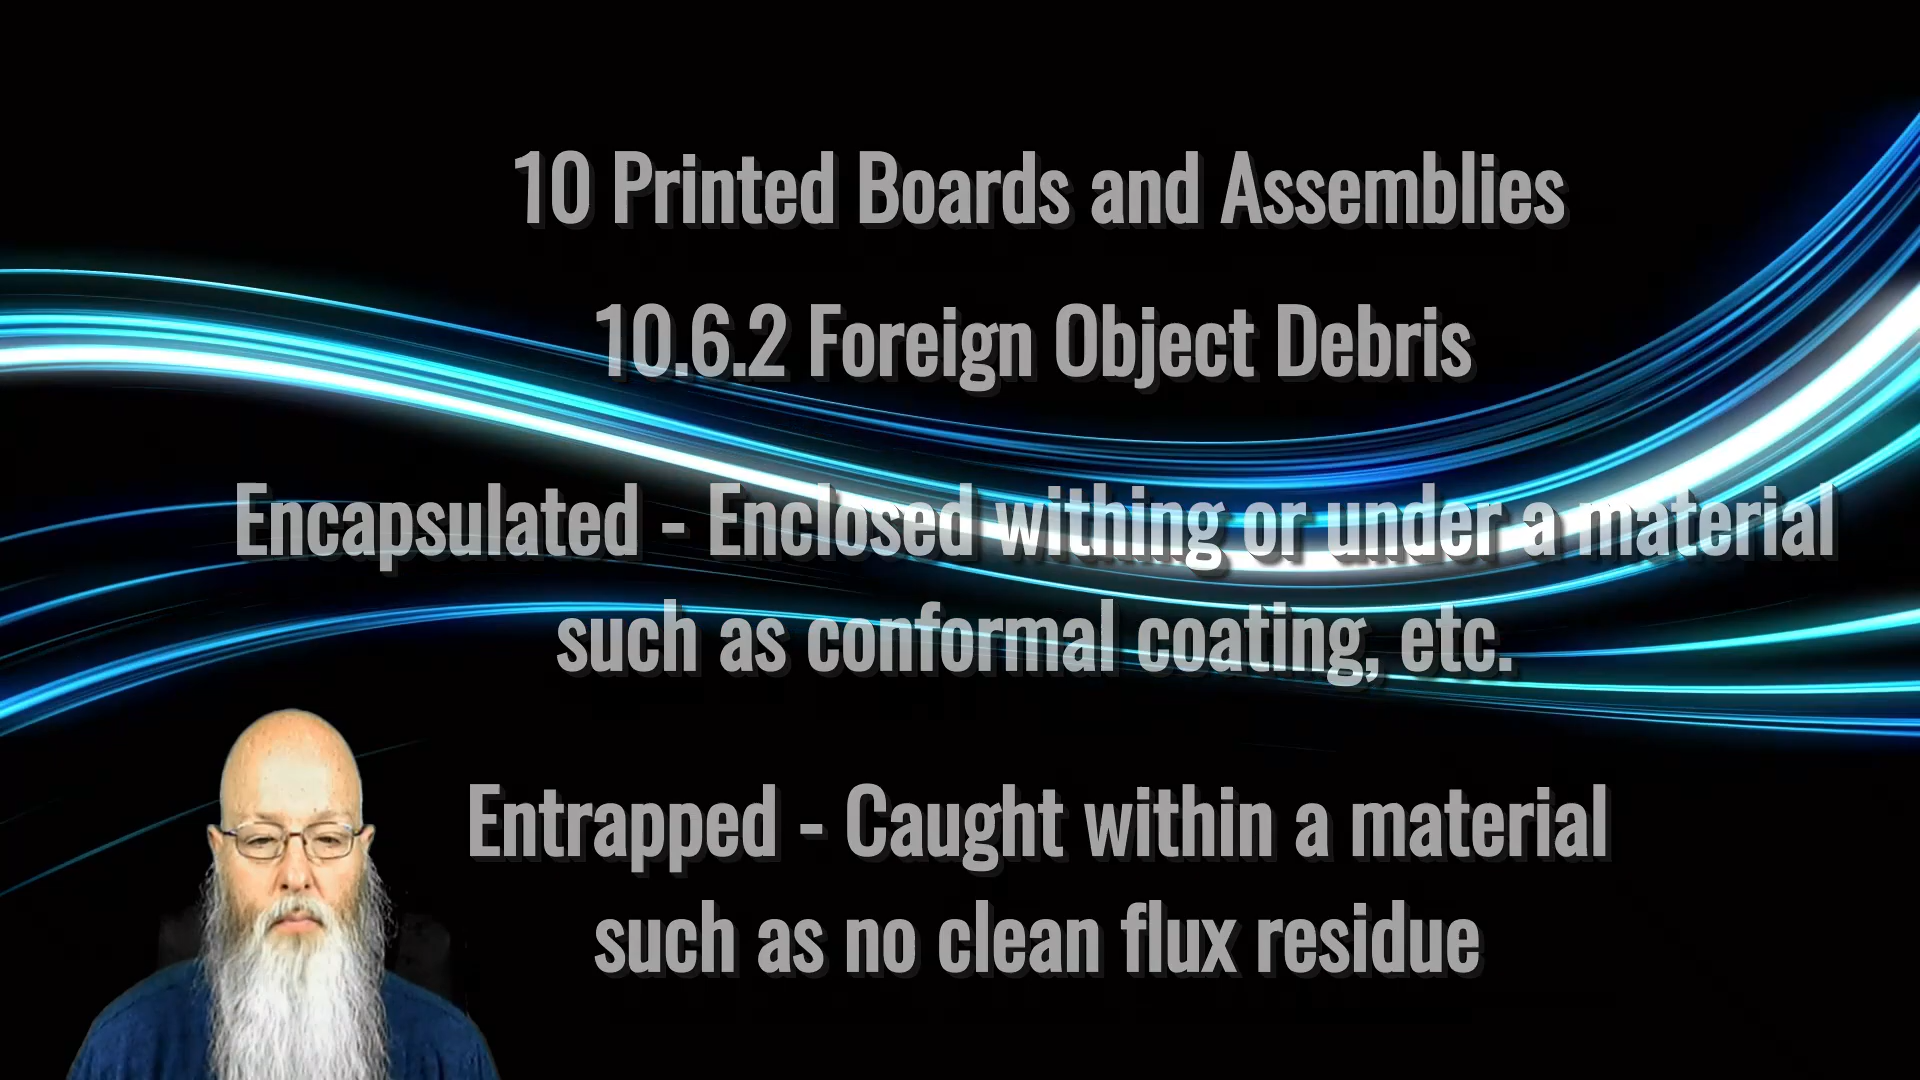 10 Printed Boards and Assemblies
10.6.2 Foreign Object Debris
Encapsulated - Enclosed withing or under a material
such as conformal coating, etc.
Entrapped - Caught within a material
such as no clean flux residue